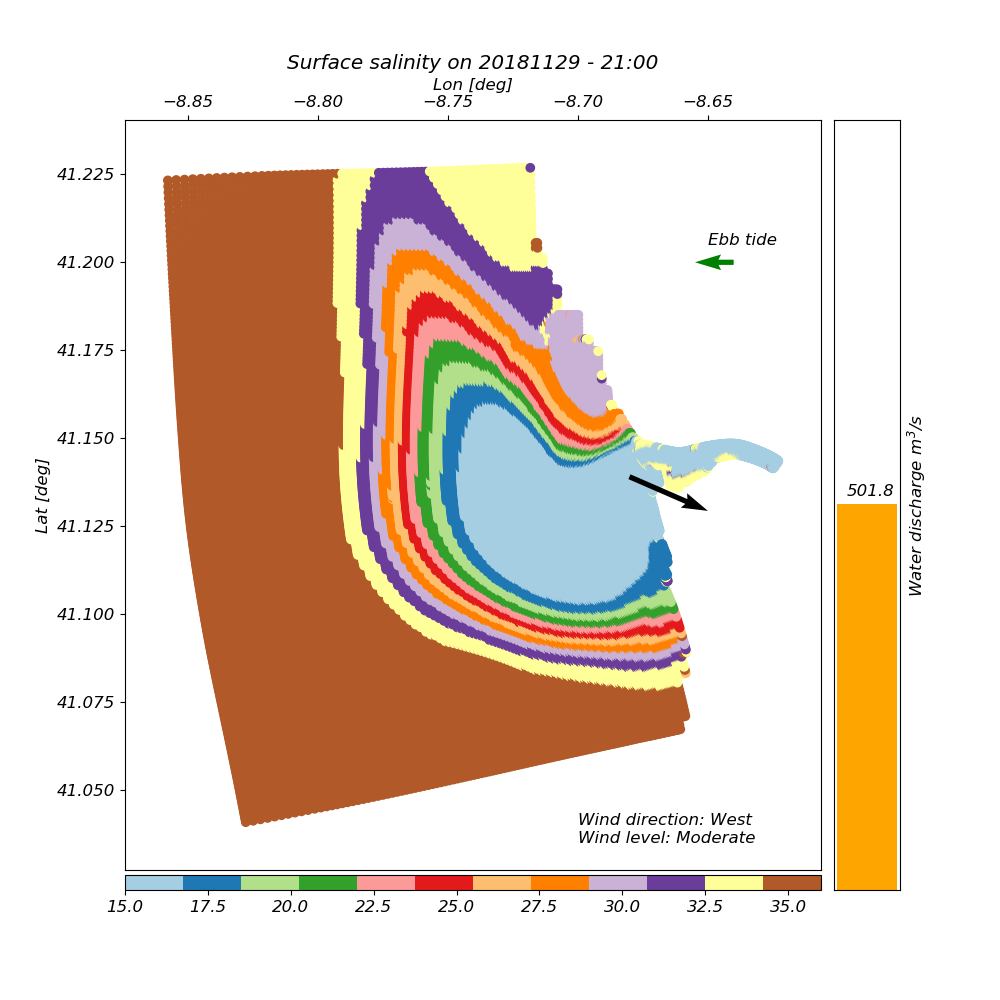 Surface salinity on 20181129 - 21:00
Lon [deg]
−8.85 −8.80 −8.75 −8.70 −8.65
41.225
41.200
41.175
41.150
41.125
41.100
41.075
41.050
Lat [deg]
Ebb tide
501.8
Water discharge m³/s
Wind direction: West
Wind level: Moderate
15.0 17.5 20.0 22.5 25.0 27.5 30.0 32.5 35.0